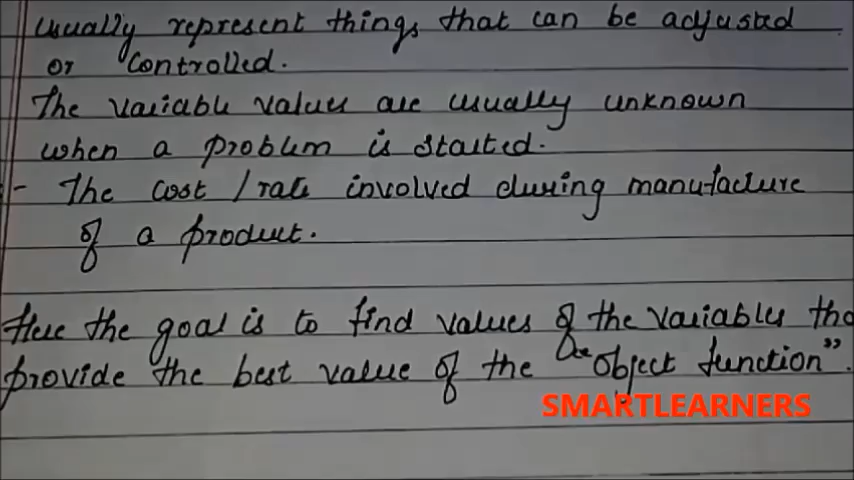 usually represent things that can be adjusted
or controlled.
The variable values are usually unknown
when a problem is started.
- The cost / rate involved during manufacture
of a product.
Here the goal is to find values of the variables tha
provide the best value of the "object function".
SMARTLEARNERS